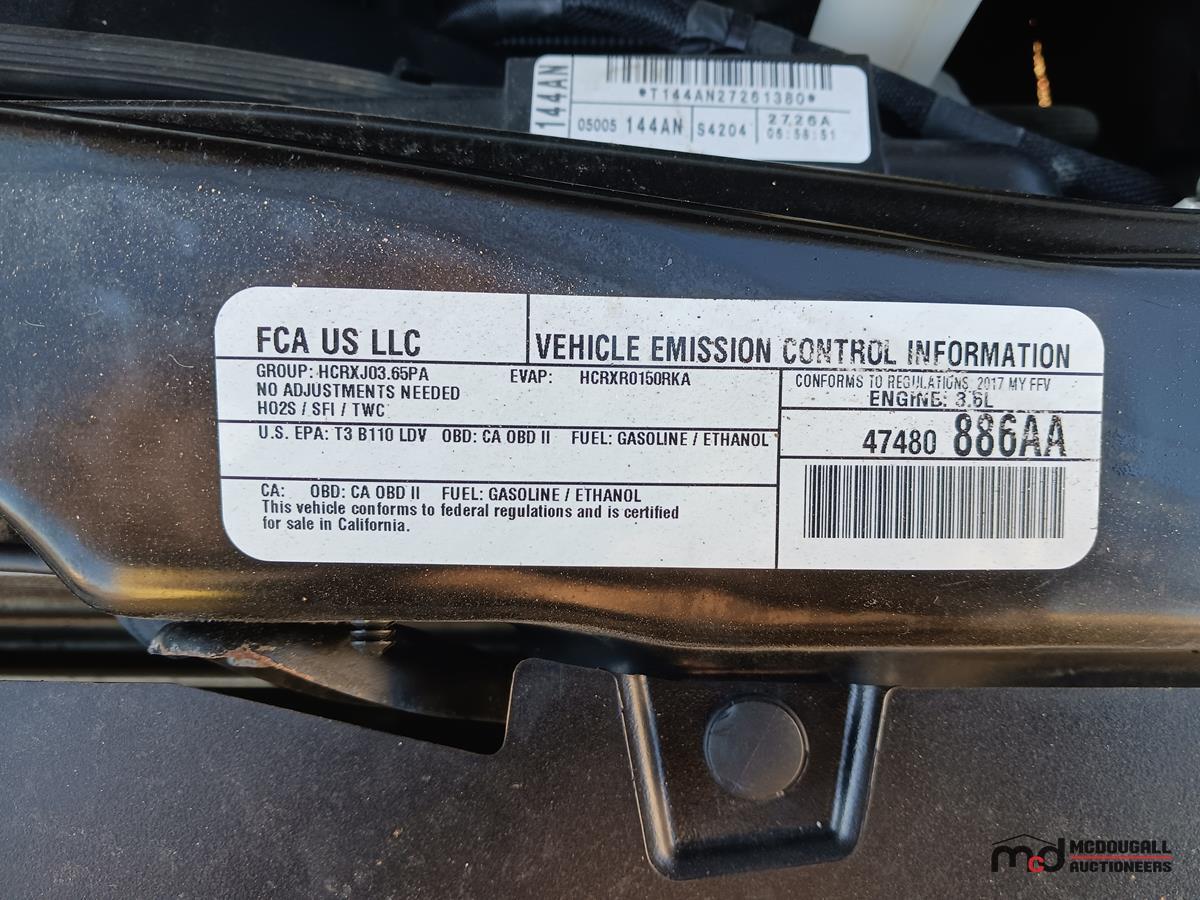 144AN
*T144AN27261380*
05005 144AN S4204 2726A
05:58:51
FCA US LLC
VEHICLE EMISSION CONTROL INFORMATION
GROUP: HCRXJ03.65PA EVAP: HCRXR0150RKA
NO ADJUSTMENTS NEEDED
HO2S / SFI / TWC
CONFORMS TO REGULATIONS: 2017 MY FFV
ENGINE: 3.6L
U.S. EPA: T3 B110 LDV OBD: CA OBD II FUEL: GASOLINE / ETHANOL
47480 886AA
CA: OBD: CA OBD II FUEL: GASOLINE / ETHANOL
This vehicle conforms to federal regulations and is certified
for sale in California.
mcd MCDOUGALL
AUCTIONEERS